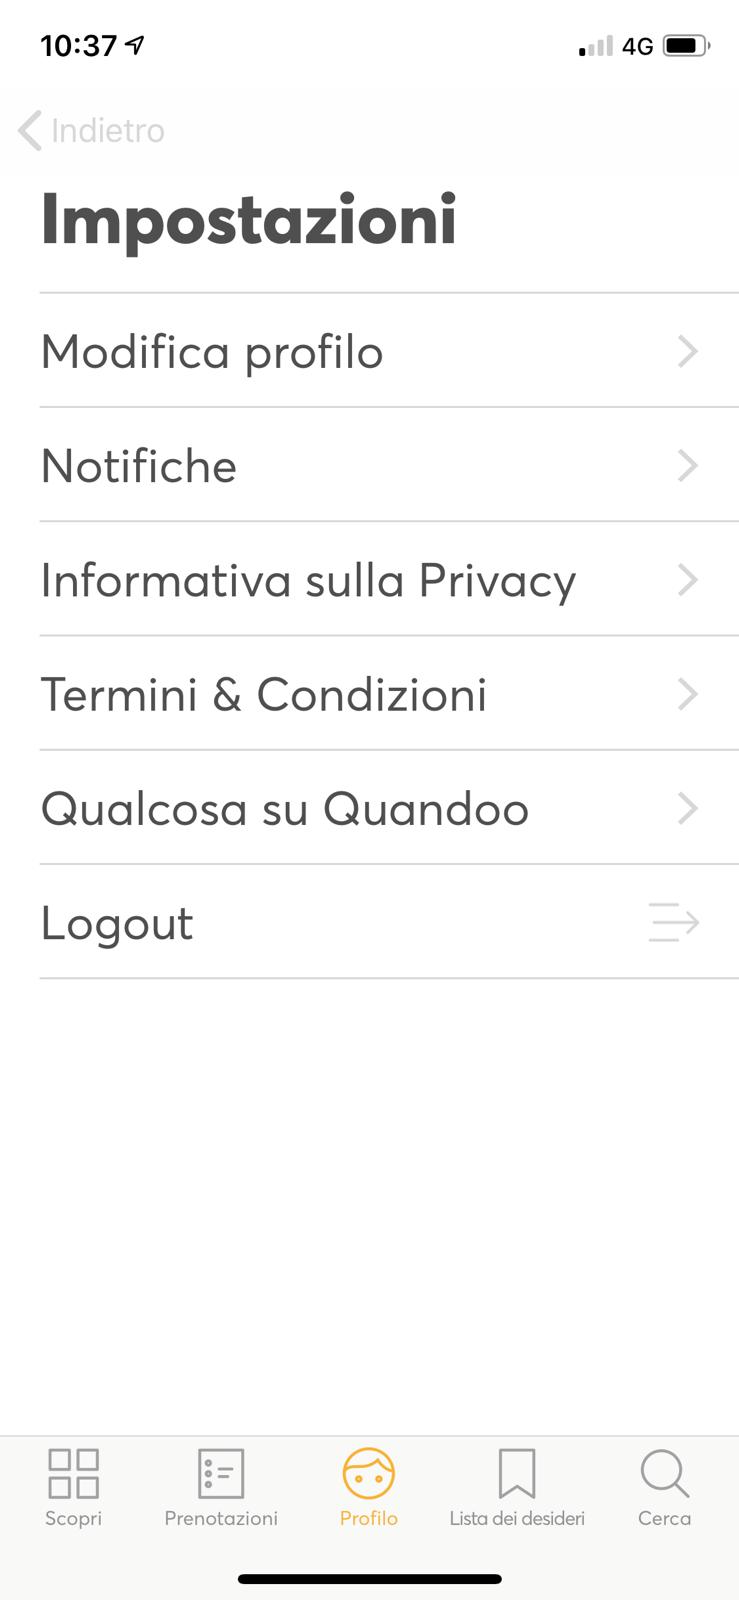 10:37
4G
Indietro
Impostazioni
Modifica profilo
Notifiche
Informativa sulla Privacy
Termini & Condizioni
Qualcosa su Quandoo
Logout
Scopri
Prenotazioni
Profilo
Lista dei desideri
Cerca